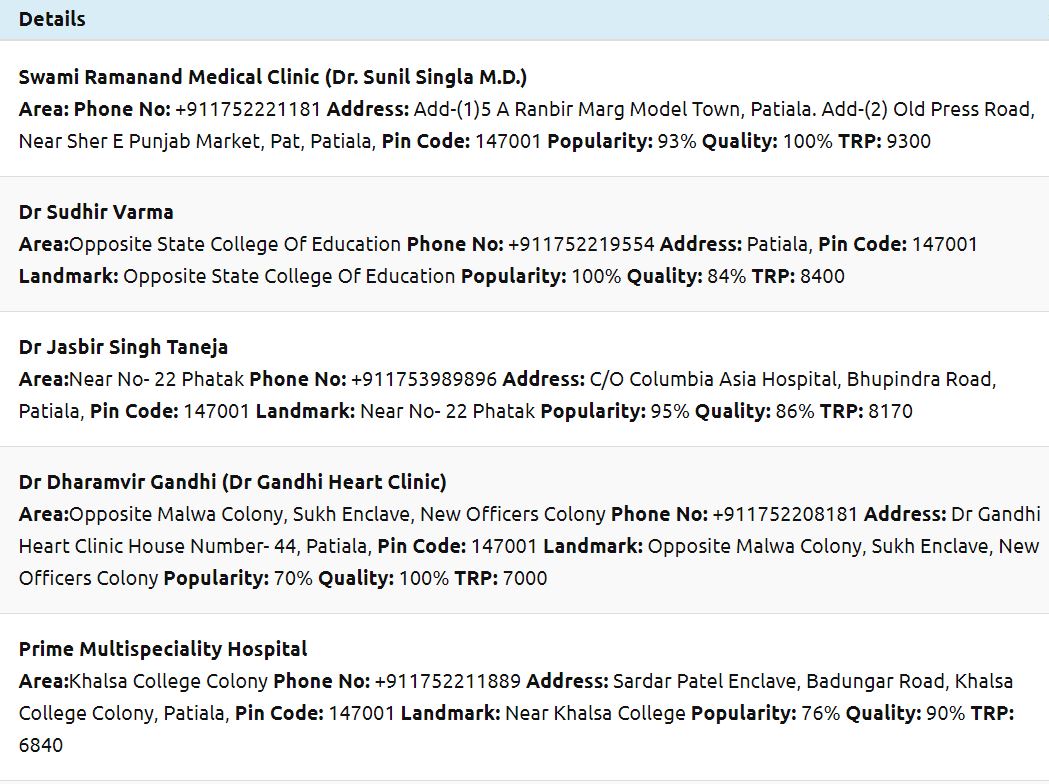 Details
Swami Ramanand Medical Clinic (Dr. Sunil Singla M.D.)
Area: Phone No: +911752221181 Address: Add-(1)5 A Ranbir Marg Model Town, Patiala. Add-(2) Old Press Road,
Near Sher E Punjab Market, Pat, Patiala, Pin Code: 147001 Popularity: 93% Quality: 100% TRP: 9300
Dr Sudhir Varma
Area:Opposite State College Of Education Phone No: +911752219554 Address: Patiala, Pin Code: 147001
Landmark: Opposite State College Of Education Popularity: 100% Quality: 84% TRP: 8400
Dr Jasbir Singh Taneja
Area:Near No- 22 Phatak Phone No: +911753989896 Address: C/O Columbia Asia Hospital, Bhupindra Road,
Patiala, Pin Code: 147001 Landmark: Near No- 22 Phatak Popularity: 95% Quality: 86% TRP: 8170
Dr Dharamvir Gandhi (Dr Gandhi Heart Clinic)
Area:Opposite Malwa Colony, Sukh Enclave, New Officers Colony Phone No: +911752208181 Address: Dr Gandhi
Heart Clinic House Number- 44, Patiala, Pin Code: 147001 Landmark: Opposite Malwa Colony, Sukh Enclave, New
Officers Colony Popularity: 70% Quality: 100% TRP: 7000
Prime Multispeciality Hospital
Area:Khalsa College Colony Phone No: +911752211889 Address: Sardar Patel Enclave, Badungar Road, Khalsa
College Colony, Patiala, Pin Code: 147001 Landmark: Near Khalsa College Popularity: 76% Quality: 90% TRP:
6840